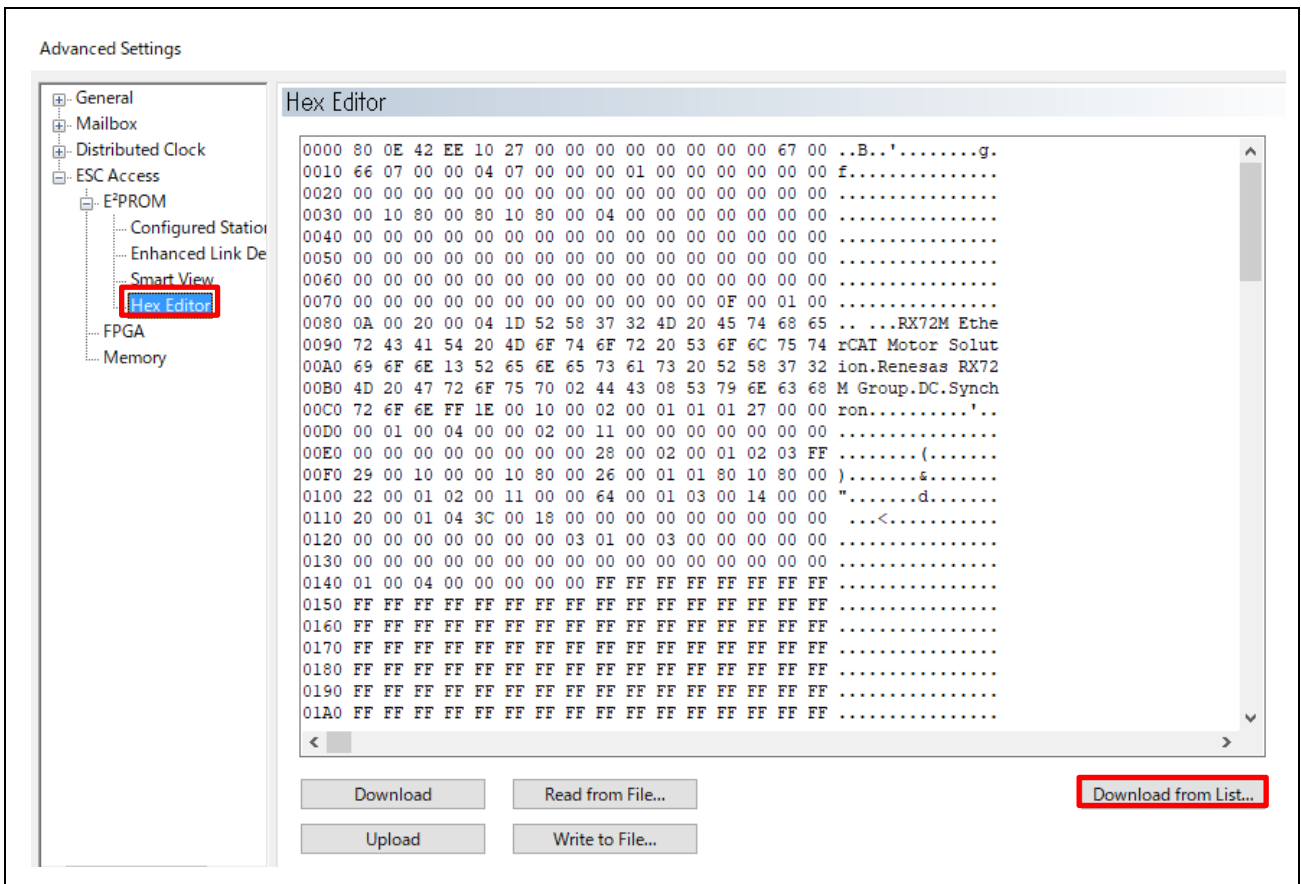 Advanced Settings
General
Mailbox
Distributed Clock
ESC Access
E²PROM
Configured Station
Enhanced Link De
Smart View
Hex Editor
FPGA
Memory
Hex Editor
0000 80 0E 42 EE 10 27 00 00 00 00 00 00 00 00 67 00 ..B..'........g.
0010 66 07 00 00 04 07 00 00 00 01 00 00 00 00 00 00 f...............
0020 00 00 00 00 00 00 00 00 00 00 00 00 00 00 00 00 ................
0030 00 10 80 00 80 10 80 00 04 00 00 00 00 00 00 00 ................
0040 00 00 00 00 00 00 00 00 00 00 00 00 00 00 00 00 ................
0050 00 00 00 00 00 00 00 00 00 00 00 00 00 00 00 00 ................
0060 00 00 00 00 00 00 00 00 00 00 00 00 00 00 00 00 ................
0070 00 00 00 00 00 00 00 00 00 00 00 00 0F 00 01 00 ................
0080 0A 00 20 00 04 1D 52 58 37 32 4D 20 45 74 68 65 .. ...RX72M Ethe
0090 72 43 41 54 20 4D 6F 74 6F 72 20 53 6F 6C 75 74 rCAT Motor Solut
00A0 69 6F 6E 13 52 65 6E 65 73 61 73 20 52 58 37 32 ion.Renesas RX72
00B0 4D 20 47 72 6F 75 70 02 44 43 08 53 79 6E 63 68 M Group.DC.Synch
00C0 72 6F 6E FF 1E 00 10 00 02 00 01 01 01 27 00 00 ron..........'..
00D0 00 01 00 04 00 00 02 00 11 00 00 00 00 00 00 00 ................
00E0 00 00 00 00 00 00 00 00 28 00 02 00 01 02 03 FF ........(.......
00F0 29 00 10 00 00 10 80 00 26 00 01 01 80 10 80 00 ).......&.......
0100 22 00 01 02 00 11 00 00 64 00 01 03 00 14 00 00 ".......d.......
0110 20 00 01 04 3C 00 18 00 00 00 00 00 00 00 00 00  ...<...........
0120 00 00 00 00 00 00 00 03 01 00 03 00 00 00 00 00 ................
0130 00 00 00 00 00 00 00 00 00 00 00 00 00 00 00 00 ................
0140 01 00 04 00 00 00 00 00 FF FF FF FF FF FF FF FF ................
0150 FF FF FF FF FF FF FF FF FF FF FF FF FF FF FF FF ................
0160 FF FF FF FF FF FF FF FF FF FF FF FF FF FF FF FF ................
0170 FF FF FF FF FF FF FF FF FF FF FF FF FF FF FF FF ................
0180 FF FF FF FF FF FF FF FF FF FF FF FF FF FF FF FF ................
0190 FF FF FF FF FF FF FF FF FF FF FF FF FF FF FF FF ................
01A0 FF FF FF FF FF FF FF FF FF FF FF FF FF FF FF FF ................
Download
Read from File...
Download from List...
Upload
Write to File...